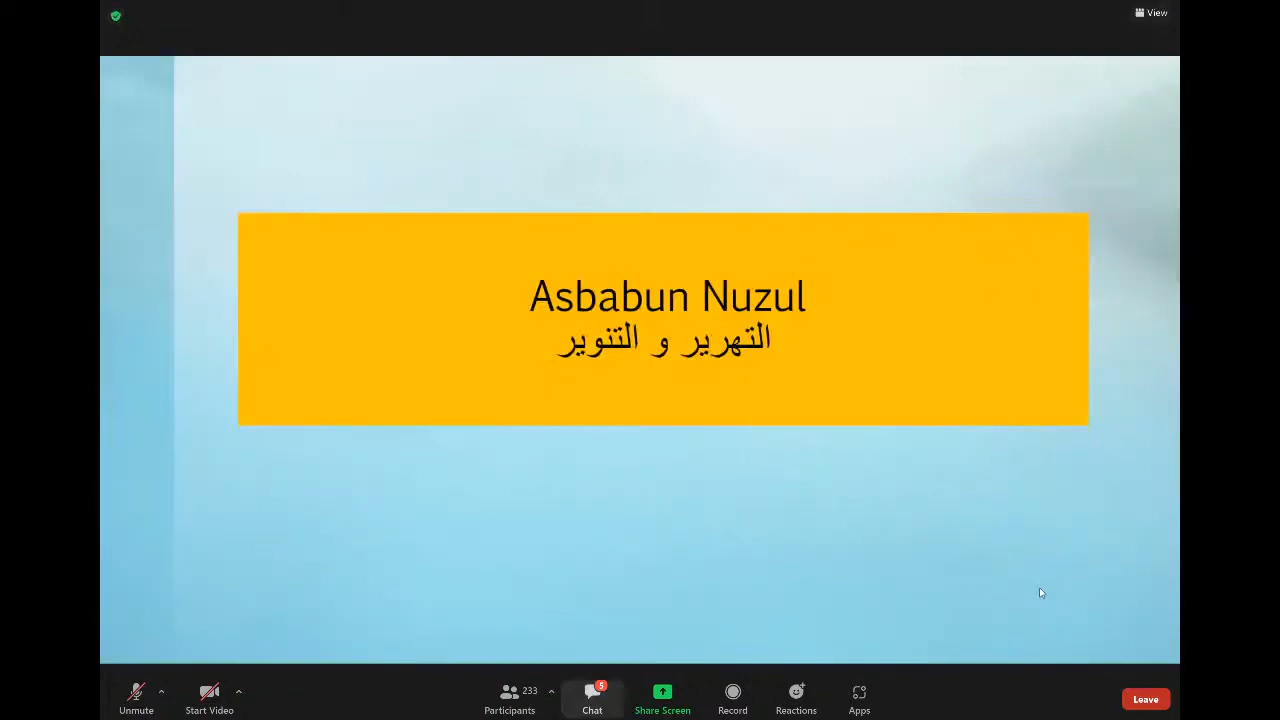 View
Asbabun Nuzul
التهرير و التنوير
Unmute
Start Video
233
Participants
5
Chat
Share Screen
Record
Reactions
Apps
Leave